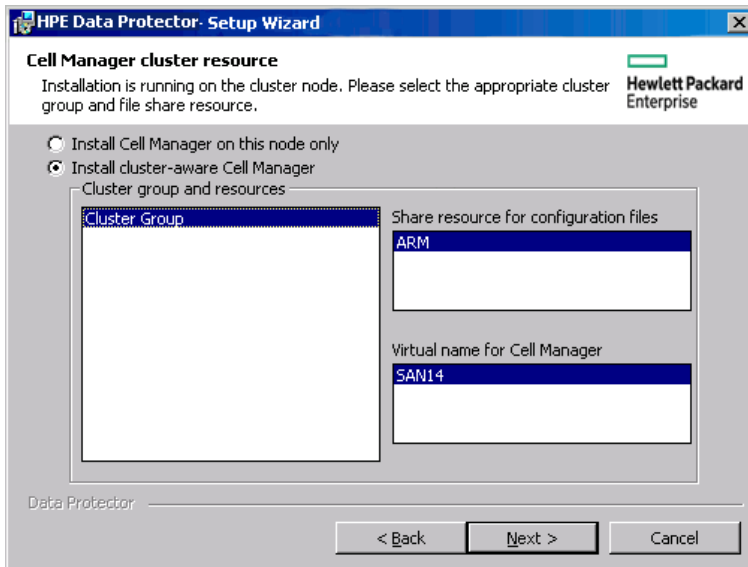 HPE Data Protector- Setup Wizard
Cell Manager cluster resource
Installation is running on the cluster node. Please select the appropriate cluster
group and file share resource.
Hewlett Packard
Enterprise
Install Cell Manager on this node only
Install cluster-aware Cell Manager
Cluster group and resources
Cluster Group
Share resource for configuration files
ARM
Virtual name for Cell Manager
SAN14
Data Protector
< Back
Next >
Cancel